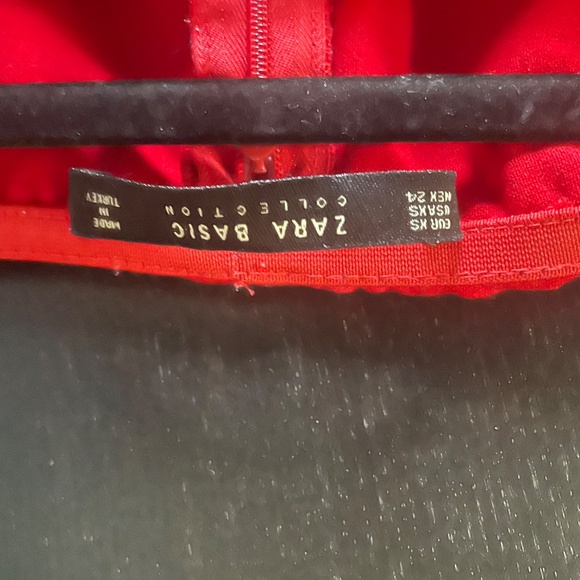 EUR XS
USA XS
MEX 24
ZARA BASIC
COLLECTION
MADE
IN
TURKEY